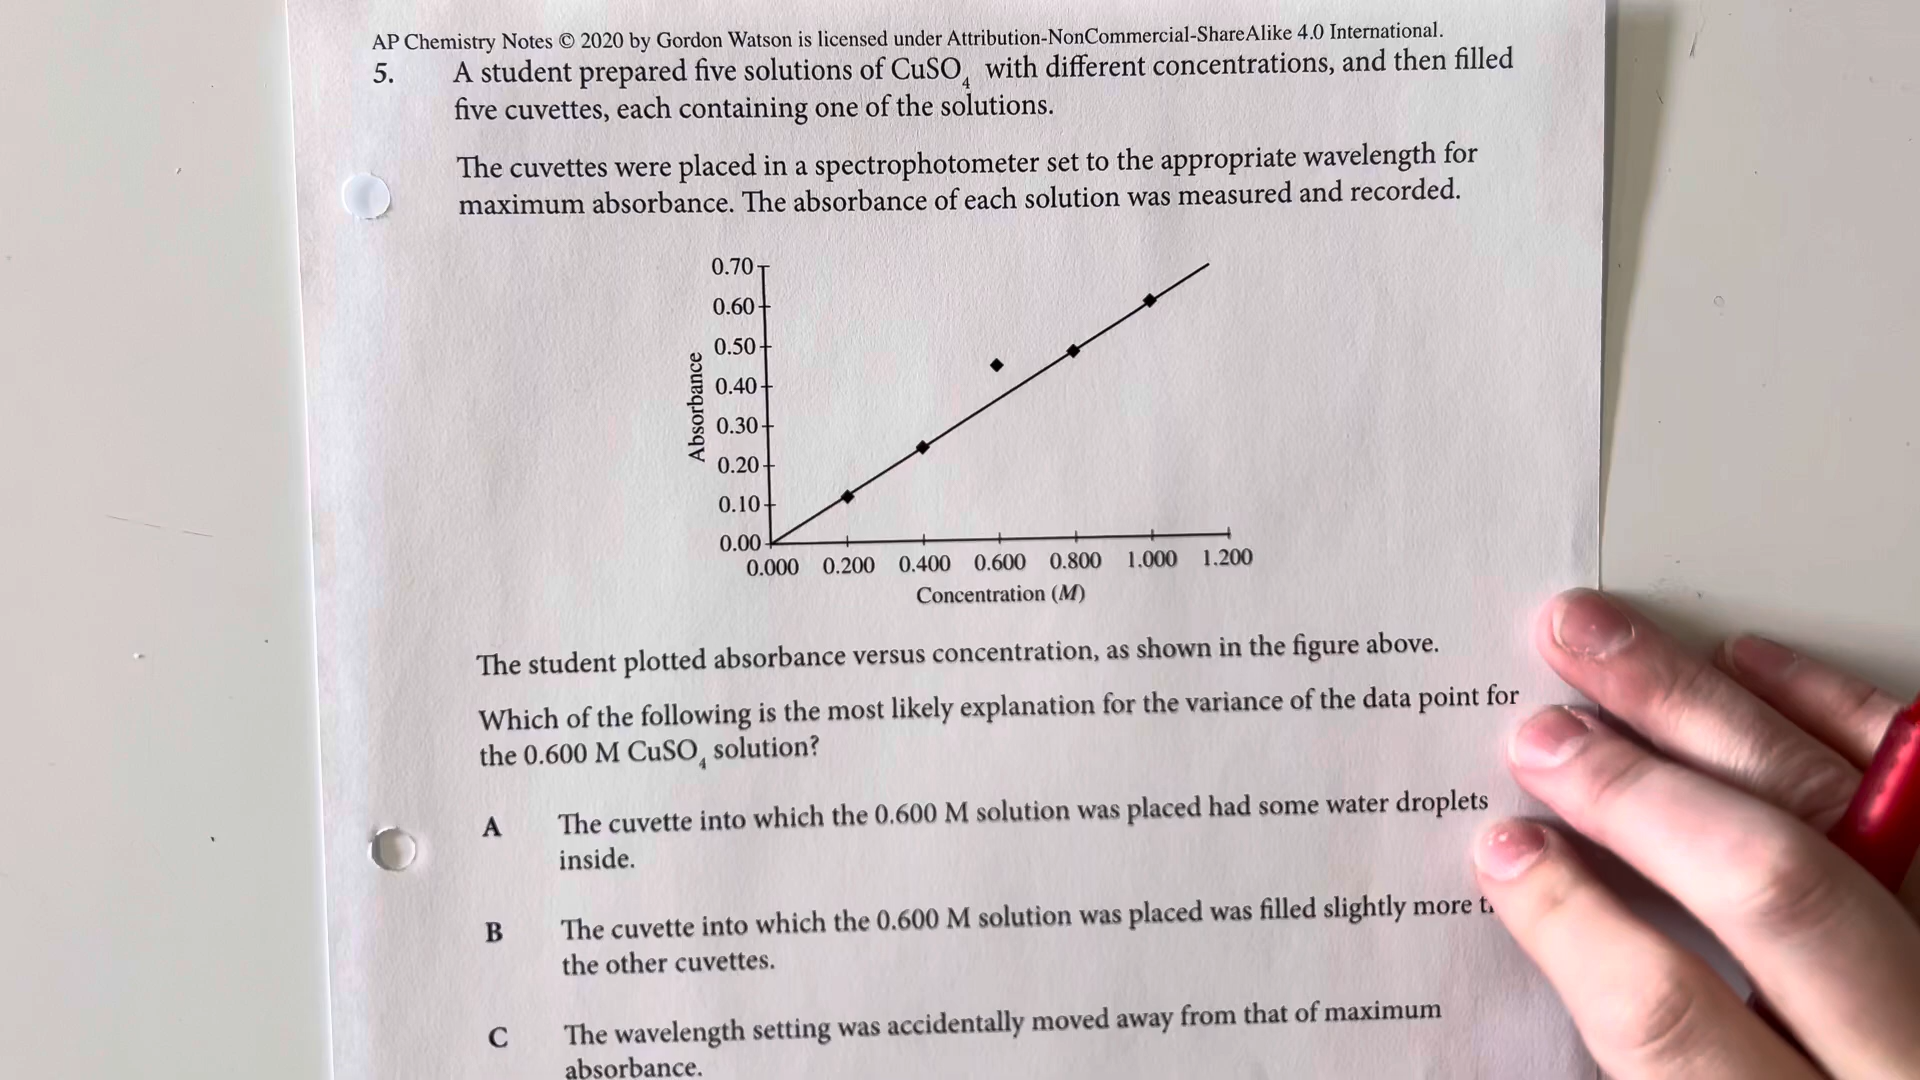 AP Chemistry Notes © 2020 by Gordon Watson is licensed under Attribution-NonCommercial-ShareAlike 4.0 International.
5. A student prepared five solutions of CuSO₄ with different concentrations, and then filled
five cuvettes, each containing one of the solutions.
The cuvettes were placed in a spectrophotometer set to the appropriate wavelength for
maximum absorbance. The absorbance of each solution was measured and recorded.
0.70
0.60
0.50
0.40
0.30
0.20
0.10
0.00
Absorbance
0.000 0.200 0.400 0.600 0.800 1.000 1.200
Concentration (M)
The student plotted absorbance versus concentration, as shown in the figure above.
Which of the following is the most likely explanation for the variance of the data point for
the 0.600 M CuSO₄ solution?
A The cuvette into which the 0.600 M solution was placed had some water droplets
inside.
B The cuvette into which the 0.600 M solution was placed was filled slightly more
the other cuvettes.
C The wavelength setting was accidentally moved away from that of maximum
absorbance.